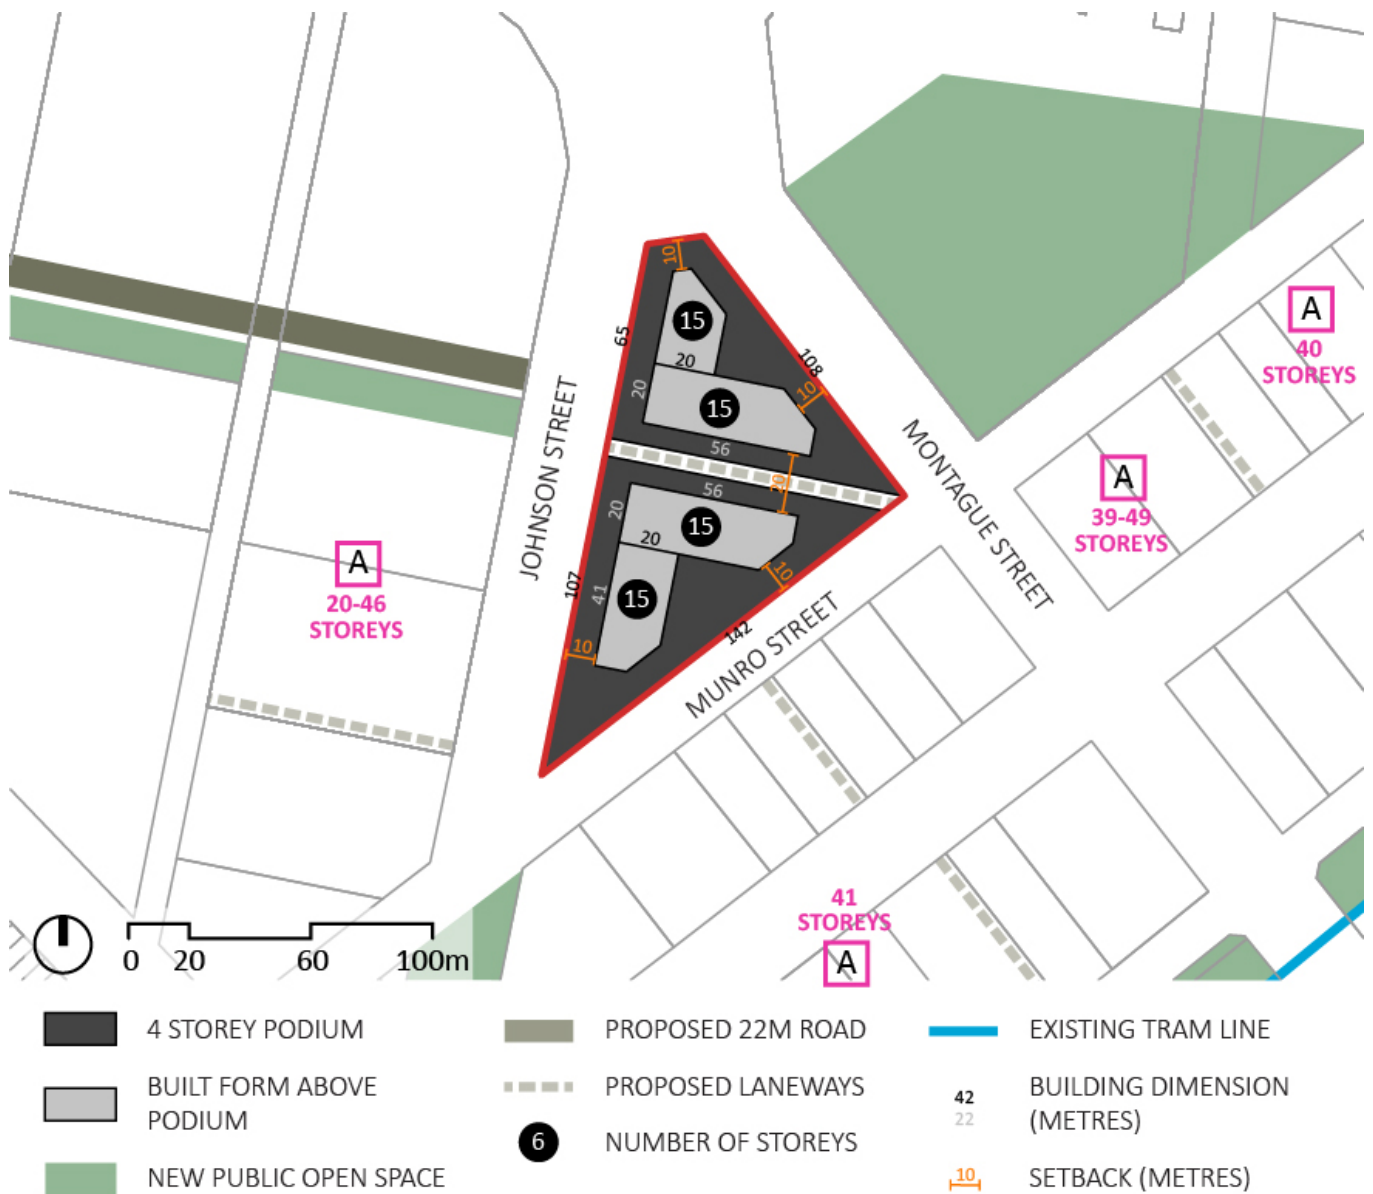 10
15
65
20
108
A
40
STOREYS
20
15
10
JOHNSON STREET
56
MONTAGUE STREET
56
20
A
39-49
STOREYS
20
15
20
A
20-46
STOREYS
107
41
15
10
10
142
MUNRO STREET
41
STOREYS
A
0 20 60 100m
4 STOREY PODIUM
BUILT FORM ABOVE
PODIUM
NEW PUBLIC OPEN SPACE
PROPOSED 22M ROAD
PROPOSED LANEWAYS
6 NUMBER OF STOREYS
EXISTING TRAM LINE
42
22
BUILDING DIMENSION
(METRES)
10 SETBACK (METRES)